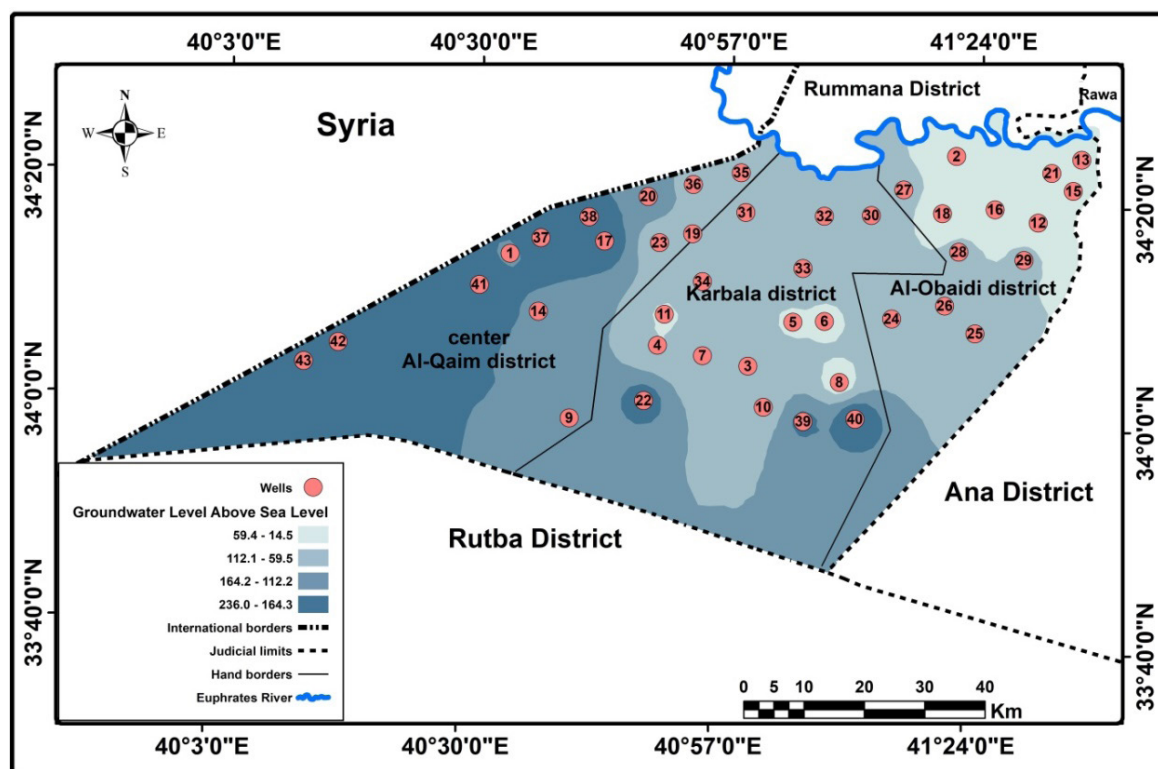 40°3'0"E 40°30'0"E 40°57'0"E 41°24'0"E
Rummana District
Rawa
N
W E
S
Syria
34°20'0"N
34°20'0"N
34°0'0"N
34°0'0"N
33°40'0"N
33°40'0"N
2
13
21
35
36
15
27
20
38
31
32
30
18
16
12
37
17
23
19
1
28
29
41
34
33
Karbala district
Al-Obaidi district
14
11
5
6
24
26
25
center
Al-Qaim district
42
43
4
7
3
8
22
9
10
39
40
Ana District
Rutba District
Wells
Groundwater Level Above Sea Level
59.4 - 14.5
112.1 - 59.5
164.2 - 112.2
236.0 - 164.3
International borders
Judicial limits
Hand borders
Euphrates River
0 5 10 20 30 40
Km
40°3'0"E 40°30'0"E 40°57'0"E 41°24'0"E